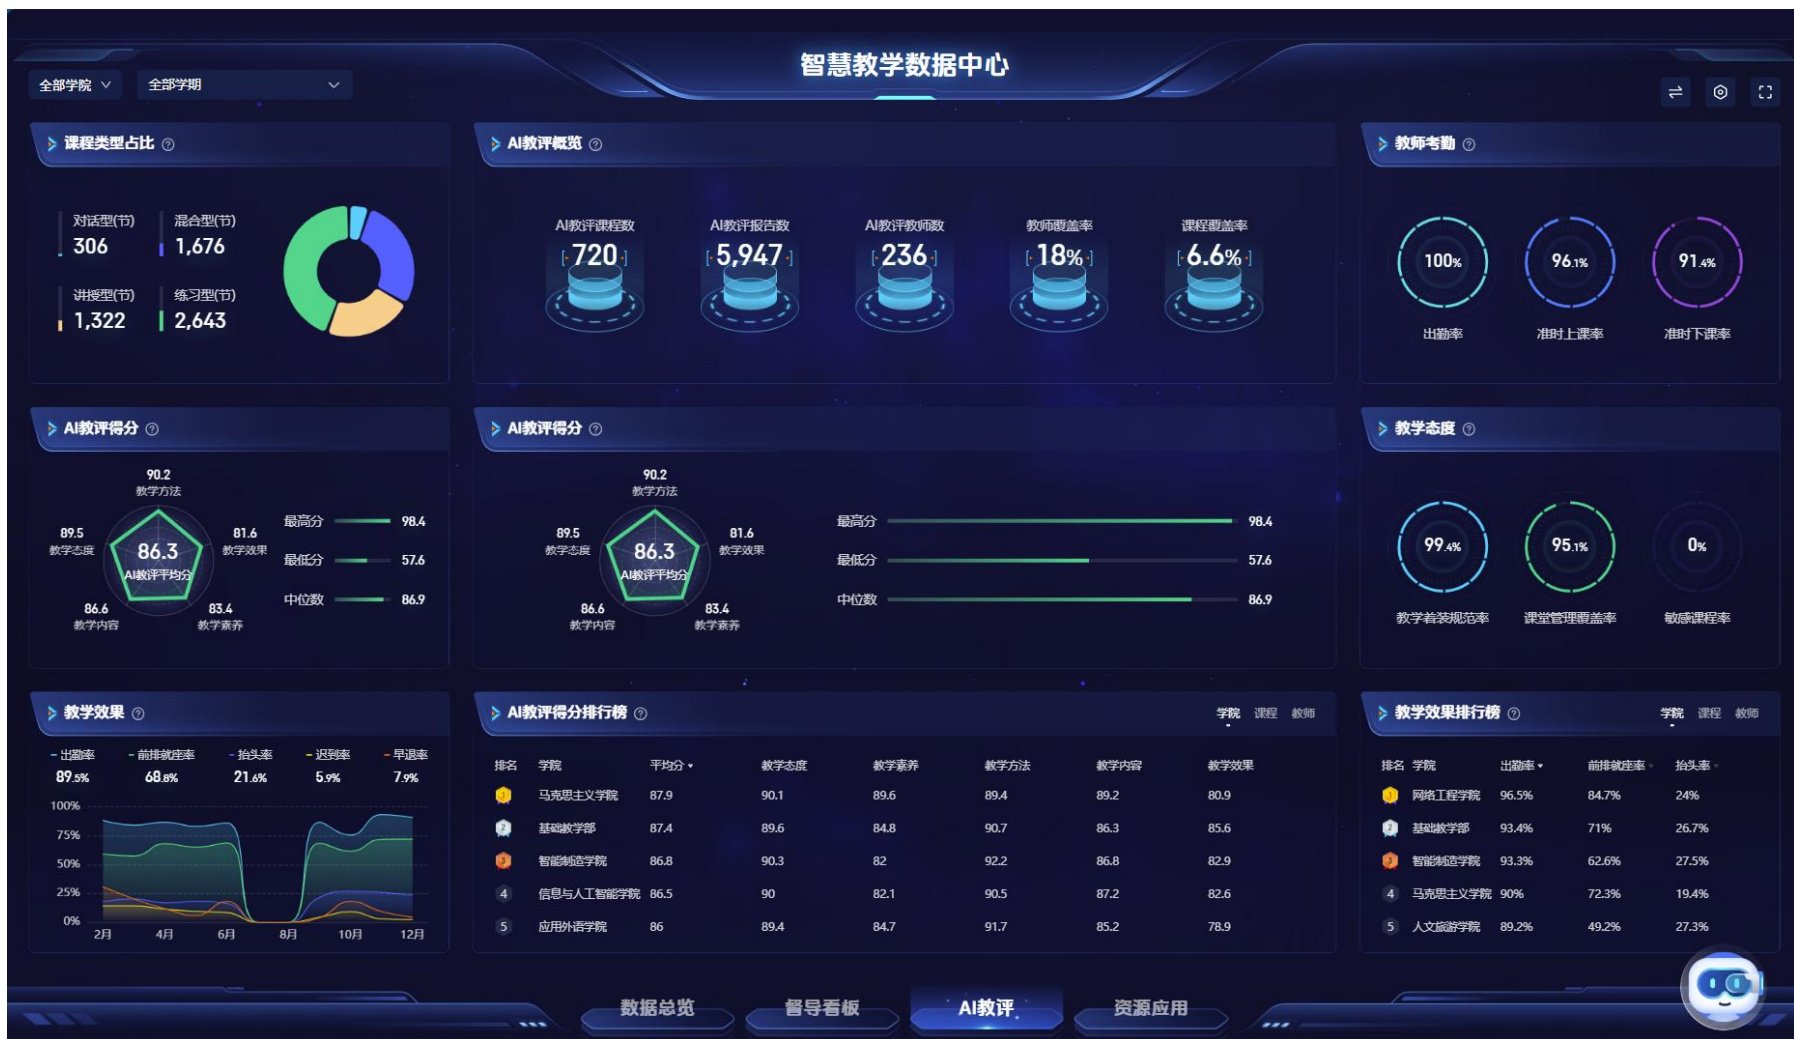 智慧教学数据中心
全部学院 全部学期
课程类型占比
对话型(节) 混合型(节)
306 1,676
讲授型(节) 练习型(节)
1,322 2,643
AI教评概览
AI教评课程数 AI教评报告数 AI教评教师数 教师覆盖率 课程覆盖率
720 5,947 236 18% 6.6%
教师考勤
100% 96.1% 91.4%
出勤率 准时上课率 准时下课率
AI教评得分
90.2
教学方法
89.5 81.6
教学态度 教学效果
86.3
AI教评平均分
86.6 83.4
教学内容 教学素养
最高分 98.4
最低分 57.6
中位数 86.9
AI教评得分
90.2
教学方法
89.5 81.6
教学态度 教学效果
86.3
AI教评平均分
86.6 83.4
教学内容 教学素养
最高分 98.4
最低分 57.6
中位数 86.9
教学态度
99.4% 95.1% 0%
教学着装规范率 课堂管理覆盖率 敏感课程率
教学效果
出勤率 前排就座率 抬头率 迟到率 早退率
89.5% 68.8% 21.6% 5.9% 7.9%
100%
75%
50%
25%
0%
2月 4月 6月 8月 10月 12月
AI教评得分排行榜 学院 课程 教师
排名 学院 平均分 教学态度 教学素养 教学方法 教学内容 教学效果
1 马克思主义学院 87.9 90.1 89.6 89.4 89.2 80.9
2 基础教学部 87.4 89.6 84.8 90.7 86.3 85.6
3 智能制造学院 86.8 90.3 82 92.2 86.8 82.9
4 信息与人工智能学院 86.5 90 82.1 90.5 87.2 82.6
5 应用外语学院 86 89.4 84.7 91.7 85.2 78.9
教学效果排行榜 学院 课程 教师
排名 学院 出勤率 前排就座率 抬头率
1 网络工程学院 96.5% 84.7% 24%
2 基础教学部 93.4% 71% 26.7%
3 智能制造学院 93.3% 62.6% 27.5%
4 马克思主义学院 90% 72.3% 19.4%
5 人文旅游学院 89.2% 49.2% 27.3%
数据总览 督导看板 AI教评 资源应用